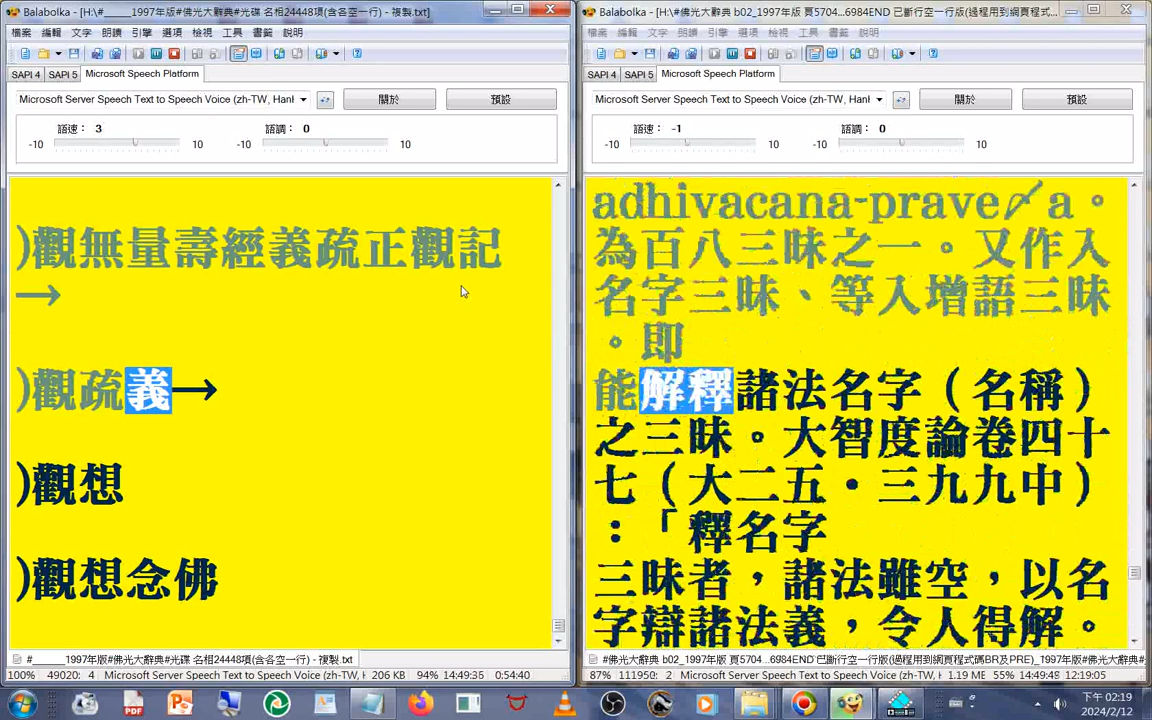 Balabolka - [H:\#_____1997年版#佛光大辭典#光碟 名相24448項(含各空一行) - 複製.txt]
檔案 編輯 文字 朗讀 引擎 選項 檢視 工具 書籤 說明
SAPI 4 SAPI 5 Microsoft Speech Platform
Microsoft Server Speech Text to Speech Voice (zh-TW, Hanl
關於
預設
語速： 3
語調： 0
-10 10 -10 10
)觀無量壽經義疏正觀記
→
)觀疏義→
)觀想
)觀想念佛
#______1997年版#佛光大辭典#光碟 名相24448項(含各空一行) - 複製.txt
100% 49020: 4 Microsoft Server Speech Text to Speech Voice (zh-TW, H 206 KB 94% 14:49:35 0:54:40
Balabolka - [H:\#佛光大辭典 b02_1997年版 頁5704...6984END 已斷行空一行版(過程用到網頁程式...
檔案 編輯 文字 朗讀 引擎 選項 檢視 工具 書籤 說明
SAPI 4 SAPI 5 Microsoft Speech Platform
Microsoft Server Speech Text to Speech Voice (zh-TW, Hanl
關於
預設
語速： -1
語調： 0
-10 10 -10 10
adhivacana-prave〆a。
為百八三昧之一。又作入
名字三昧、等入增語三昧
。即
能解釋諸法名字（名稱）
之三昧。大智度論卷四十
七（大二五‧三九九中）
：「釋名字
三昧者，諸法雖空，以名
字辯諸法義，令人得解。
#佛光大辭典 b02_1997年版 頁5704...6984END 已斷行空一行版(過程用到網頁程式碼BR及PRE)_1997年版#
87% 111950: 2 Microsoft Server Speech Text to Speech Voice (zh-TW, H 1.19 MB 55% 14:49:49 12:19:05
下午 02:19
2024/2/12